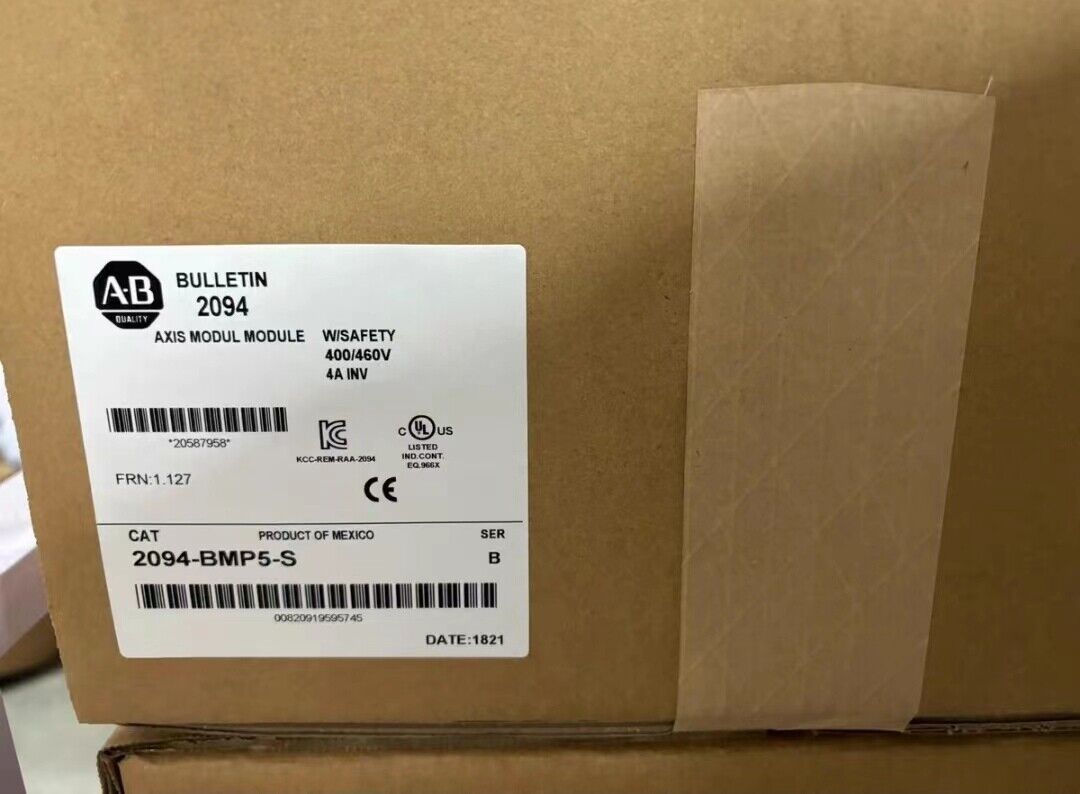 A-B
QUALITY
BULLETIN
2094
AXIS MODUL MODULE W/SAFETY
400/460V
4A INV
*20587958*
KCC-REM-RAA-2094
C UL US
LISTED
IND.CONT.
EQ.966X
FRN:1.127
CE
CAT PRODUCT OF MEXICO SER
2094-BMP5-S B
00820919595745
DATE:1821